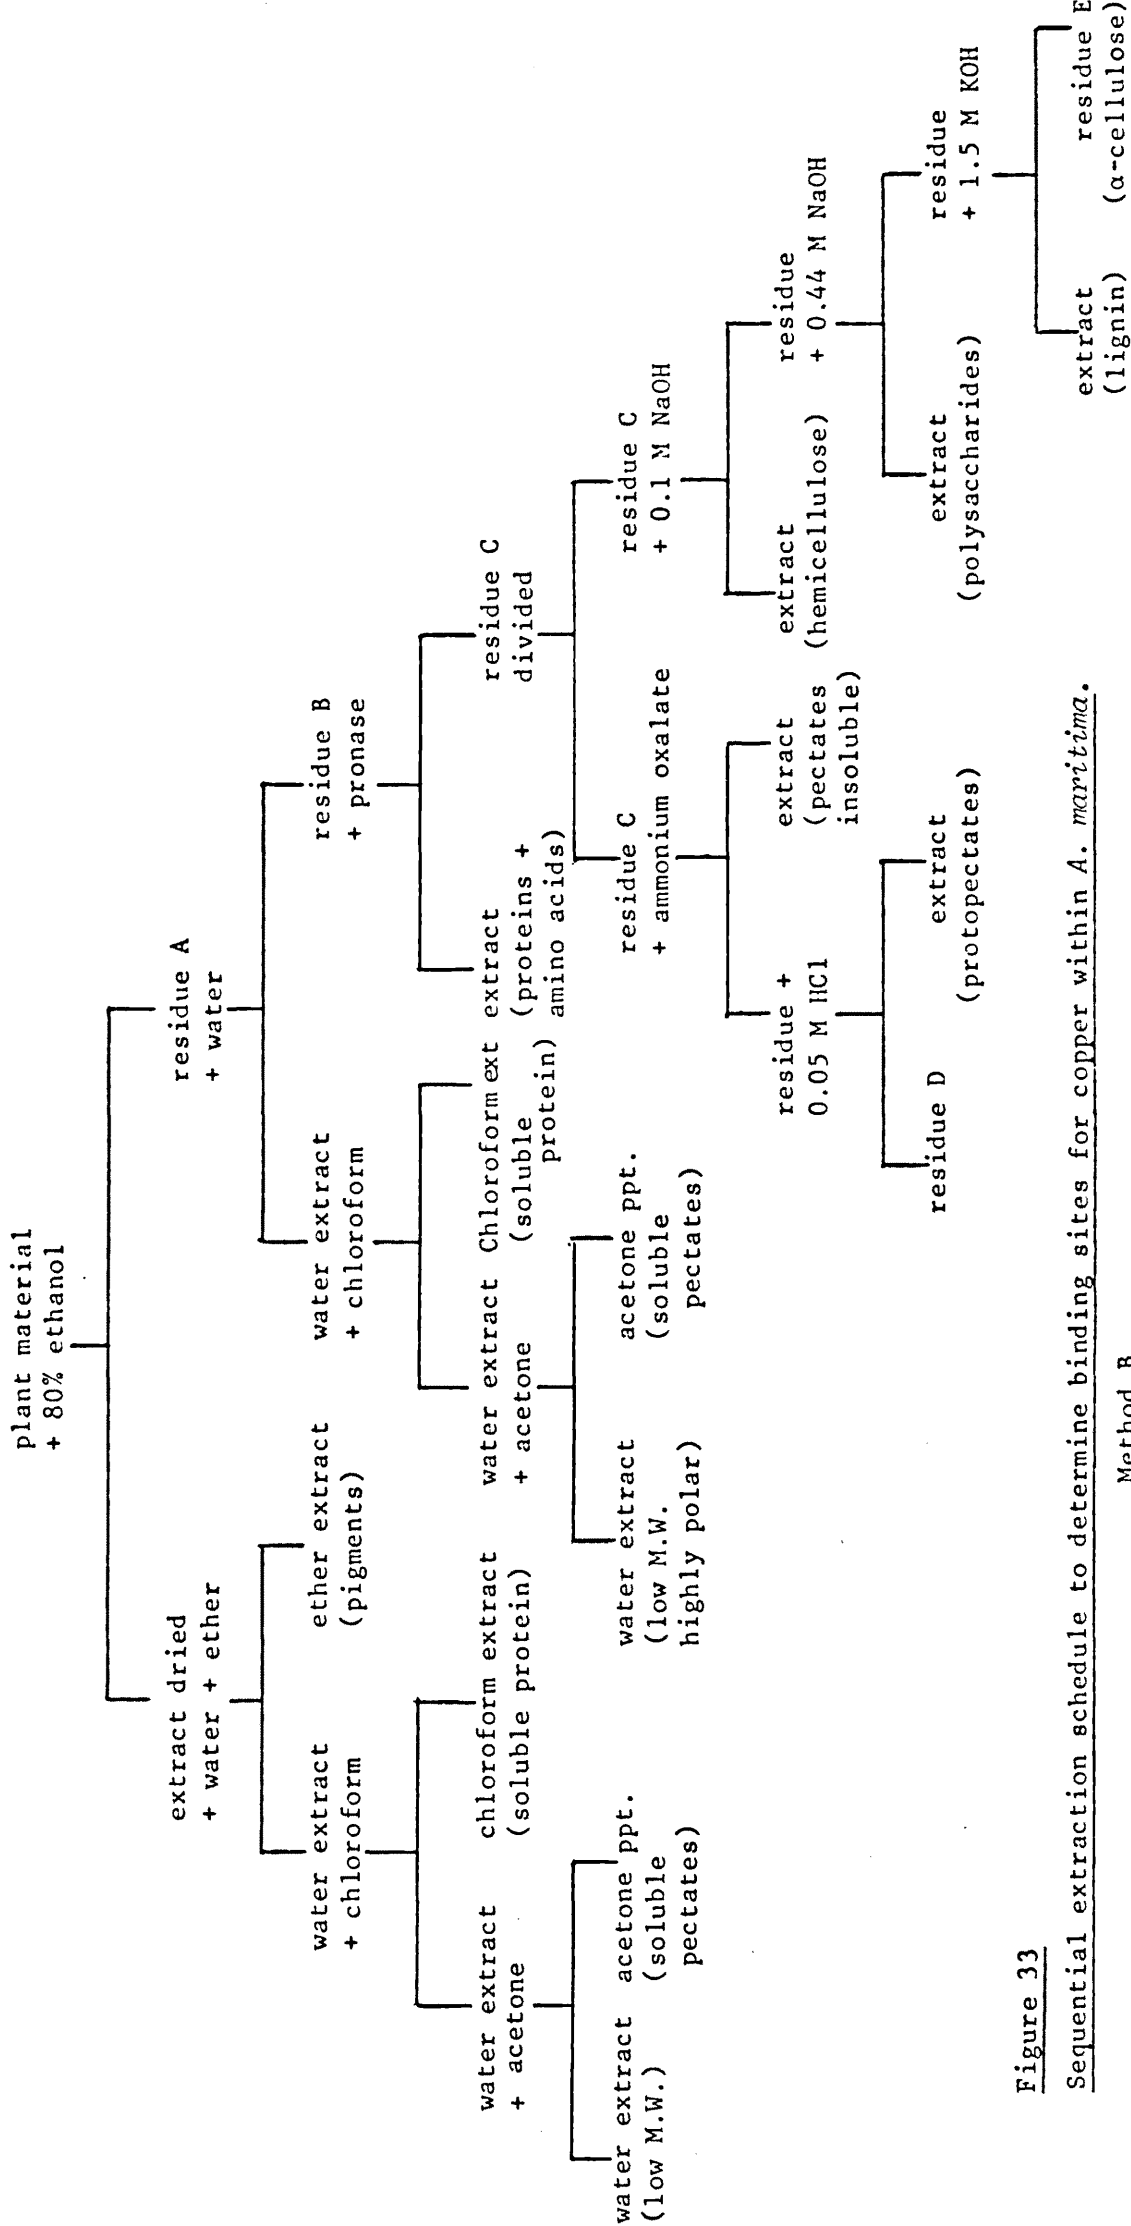 plant material
+ 80% ethanol
extract dried
+ water + ether
residue A
+ water
water extract
+ chloroform
ether extract
(pigments)
water extract
+ chloroform
residue B
+ pronase
water extract
+ acetone
chloroform extract
(soluble protein)
water extract
+ acetone
Chloroform ext
(soluble
protein)
extract
(proteins +
amino acids)
residue C
divided
water extract
(low M.W.)
acetone ppt.
(soluble
pectates)
water extract
(low M.W.
highly polar)
acetone ppt.
(soluble
pectates)
residue C
+ ammonium oxalate
residue C
+ 0.1 M NaOH
residue +
0.05 M HCl
extract
(pectates
insoluble)
extract
(hemicellulose)
residue
+ 0.44 M NaOH
residue D
extract
(protopectates)
extract
(polysaccharides)
residue
+ 1.5 M KOH
extract
(lignin)
residue E
(α-cellulose)
Figure 33
Sequential extraction schedule to determine binding sites for copper within A. maritima.
Method B